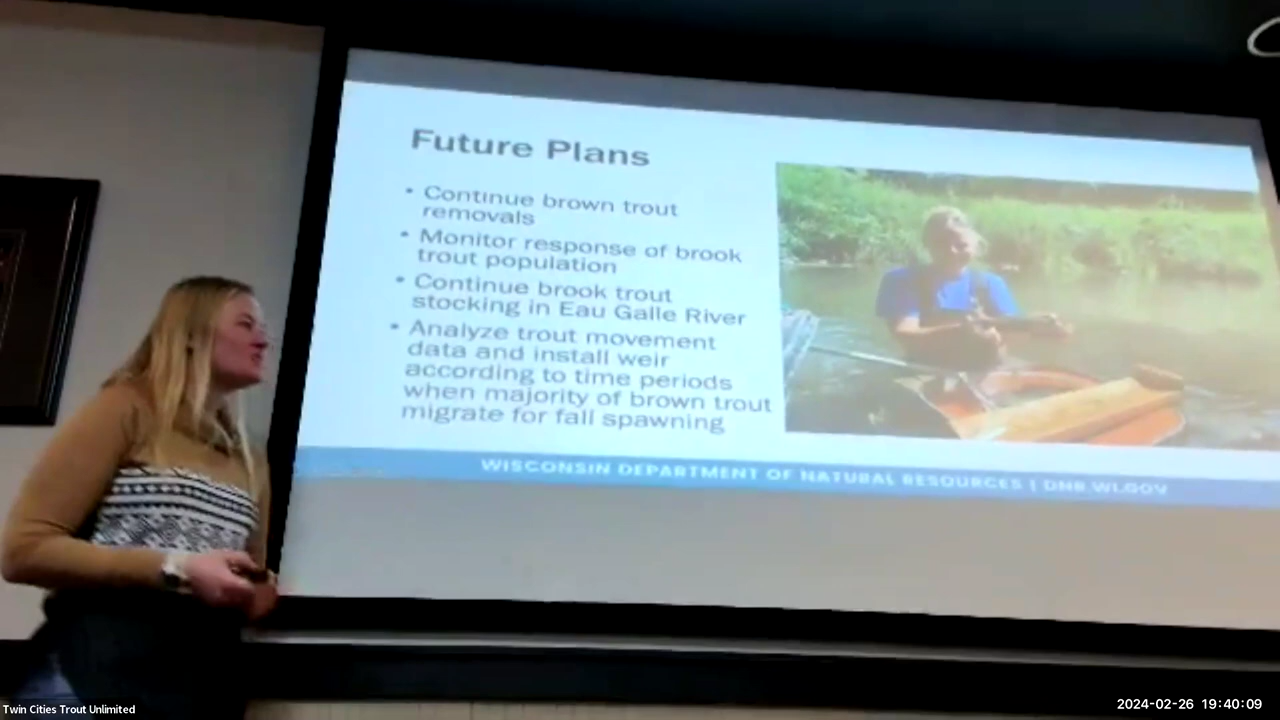 Future Plans
• Continue brown trout
removals
• Monitor response of brook
trout population
• Continue brook trout
stocking in Eau Galle River
• Analyze trout movement
data and install weir
according to time periods
when majority of brown trout
migrate for fall spawning
WISCONSIN DEPARTMENT OF NATURAL RESOURCES | DNR.WI.GOV
Twin Cities Trout Unlimited
2024-02-26 19:40:09